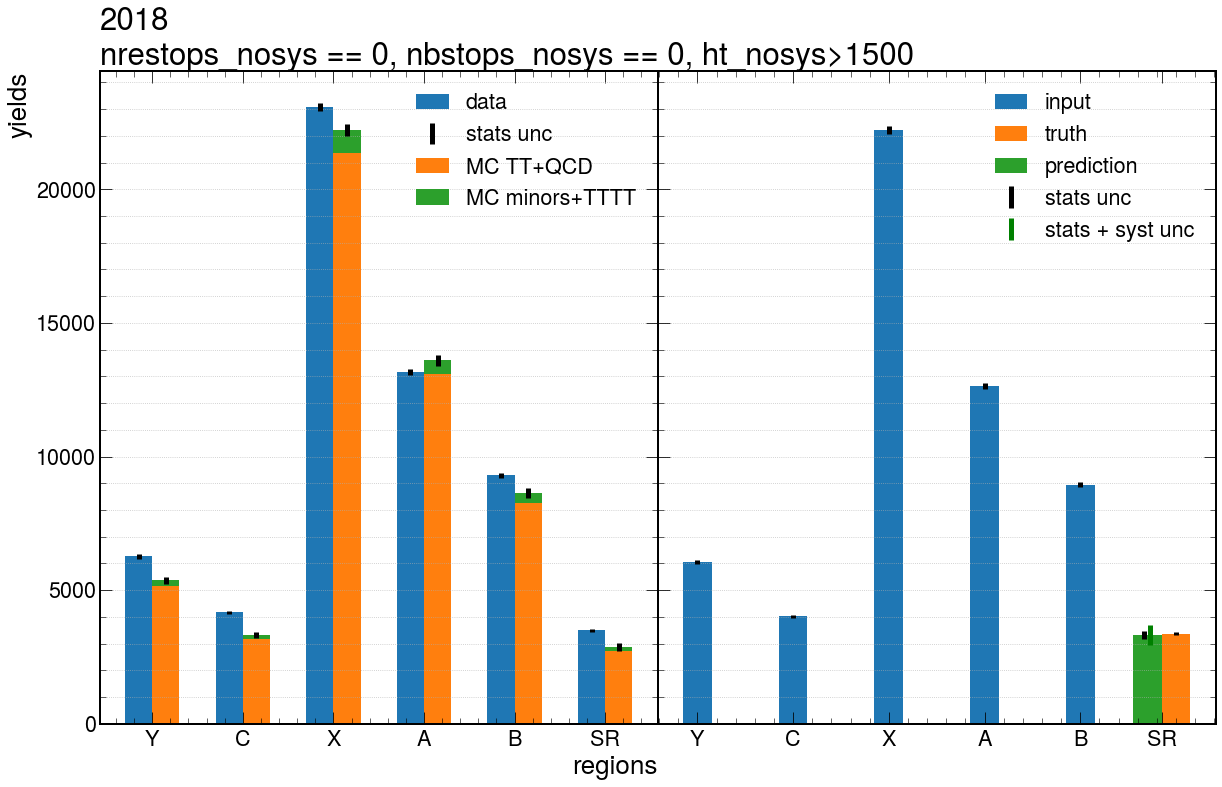 2018
nrestops_nosys == 0, nbstops_nosys == 0, ht_nosys>1500
yields
data
stats unc
MC TT+QCD
MC minors+TTTT
input
truth
prediction
stats unc
stats + syst unc
20000
15000
10000
5000
0
Y C X A B SR Y C X A B SR
regions